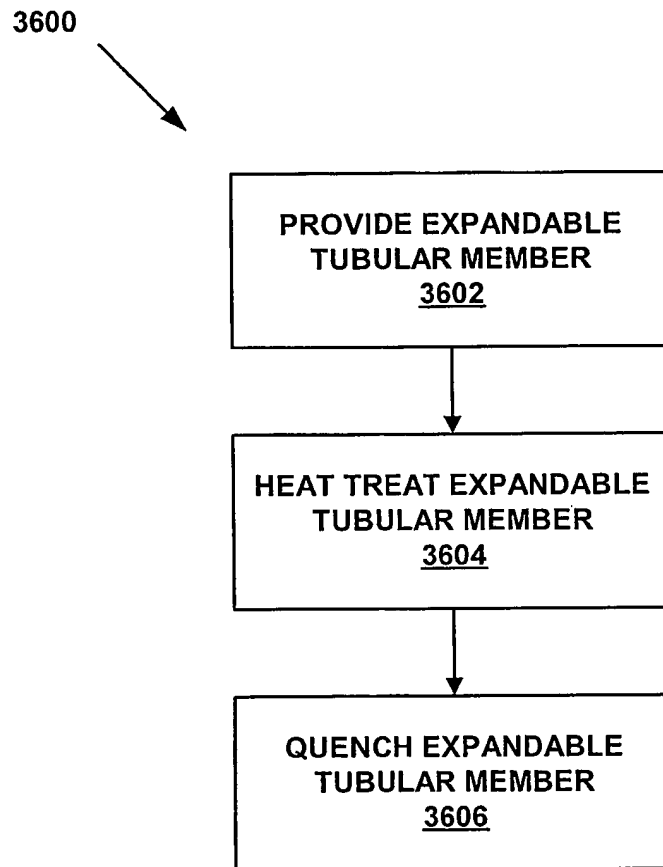 3600
PROVIDE EXPANDABLE
TUBULAR MEMBER
3602
HEAT TREAT EXPANDABLE
TUBULAR MEMBER
3604
QUENCH EXPANDABLE
TUBULAR MEMBER
3606